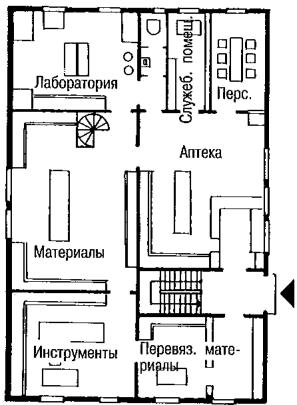 Лаборатория
Служеб. помещ.
Перс.
Аптека
Материалы
Инструменты
Перевяз. мате-
риалы